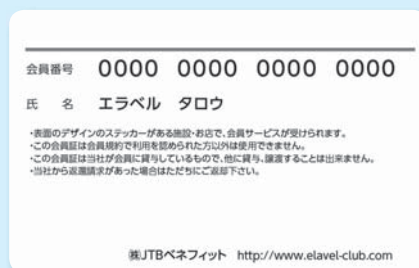 会員番号 0000 0000 0000 0000
氏 名 エラベル タロウ
・表面のデザインのステッカーがある施設・お店で、会員サービスが受けられます。
・この会員証は会員規約で利用を認められた方以外は使用できません。
・この会員証は当社が会員に貸与しているもので、他に貸与、譲渡することは出来ません。
・当社から返還請求があった場合はただちにご返却下さい。
㈱JTBベネフィット http://www.elavel-club.com